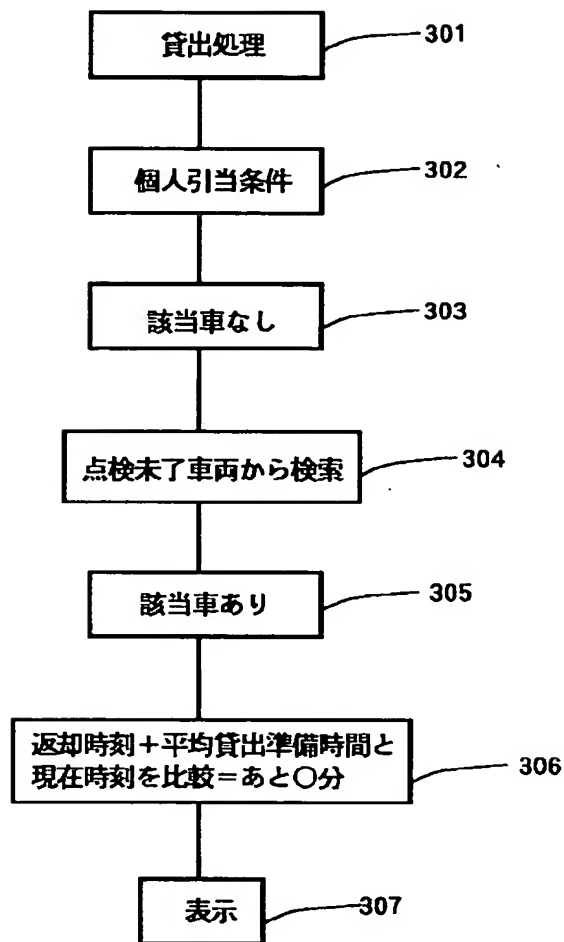 貸出処理
301
個人引当条件
302
該当車なし
303
点検未了車両から検索
304
該当車あり
305
返却時刻+平均貸出準備時間と
現在時刻を比較=あと〇分
306
表示
307